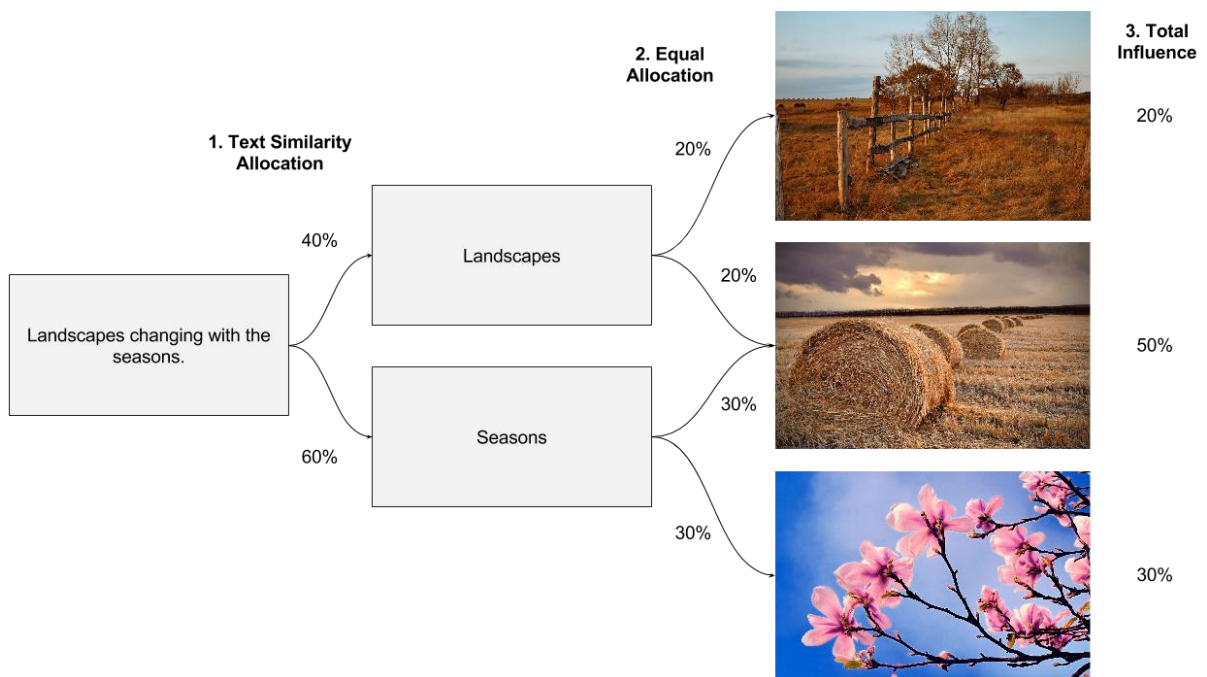 1. Text Similarity
Allocation
2. Equal
Allocation
3. Total
Influence
Landscapes changing with the
seasons.
40%
60%
Landscapes
Seasons
20%
20%
30%
30%
20%
50%
30%